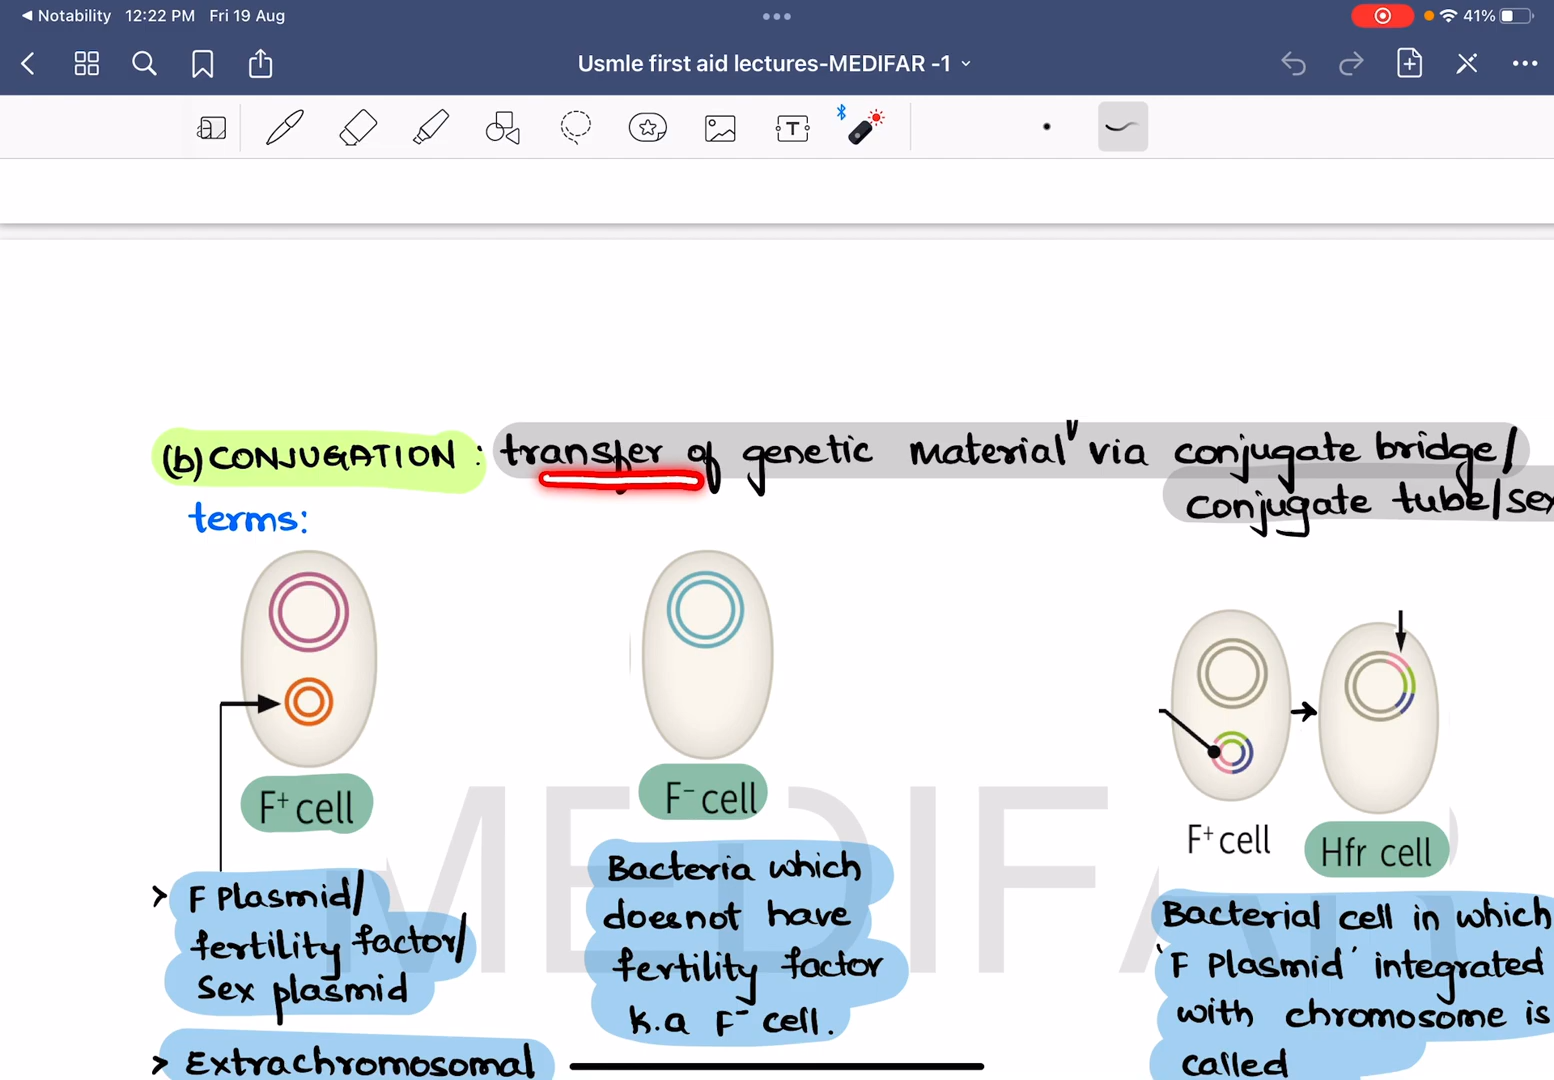 Notability 12:22 PM Fri 19 Aug 41%
Usmle first aid lectures-MEDIFAR -1
(b) CONJUGATION : transfer of genetic material via conjugate bridge/
conjugate tube/sex
terms:
F+ cell
F- cell
F+ cell
Hfr cell
> F Plasmid/
fertility factor/
Sex plasmid
> Extrachromosomal
Bacteria which
doesnot have
fertility factor
k.a F- cell.
Bacterial cell in which
'F Plasmid' integrated
with chromosome is
called
MEDIFA